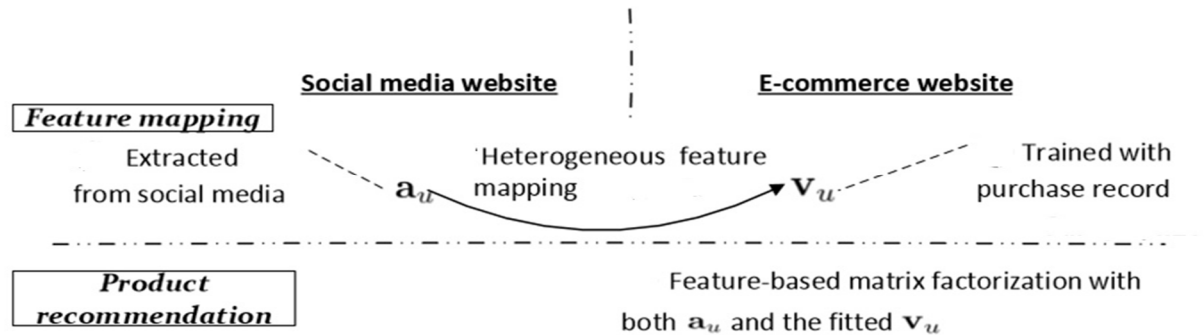 Social media website
E-commerce website
Feature mapping
Extracted
from social media
Heterogeneous feature
mapping
a_u
v_u
Trained with
purchase record
Product
recommendation
Feature-based matrix factorization with
both a_u and the fitted v_u